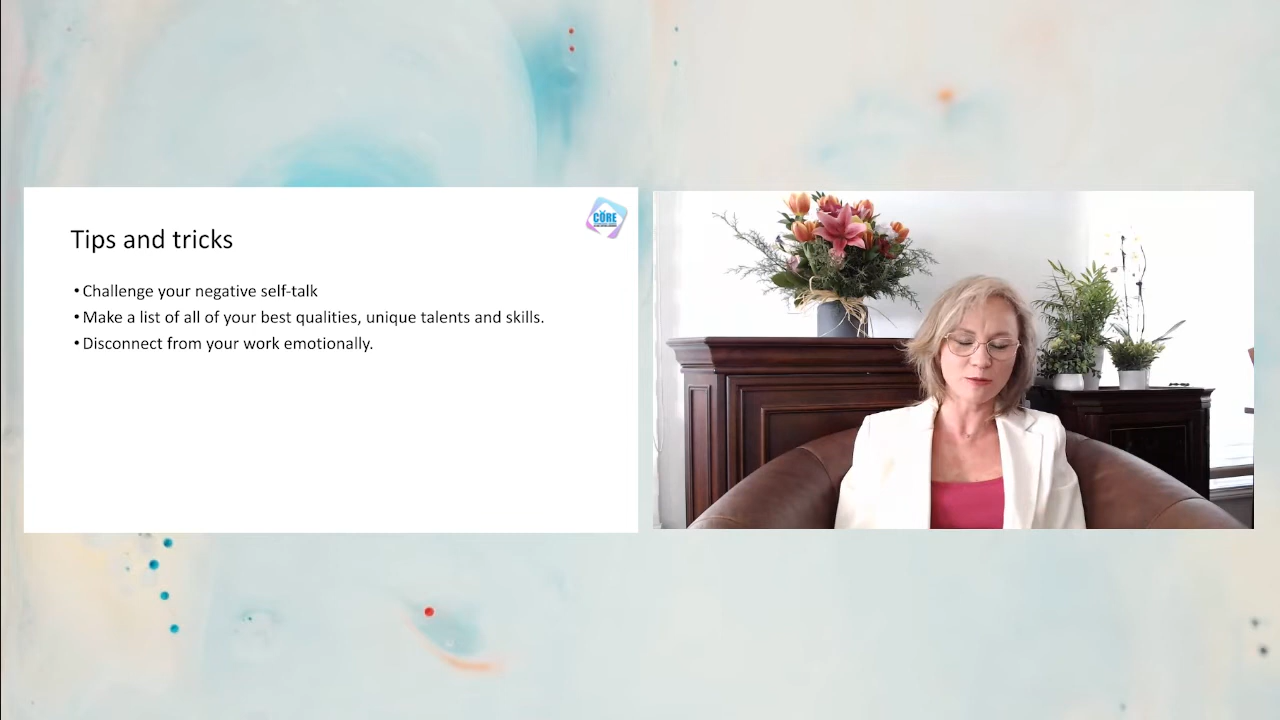 CORE
Tips and tricks
•Challenge your negative self-talk
•Make a list of all of your best qualities, unique talents and skills.
•Disconnect from your work emotionally.